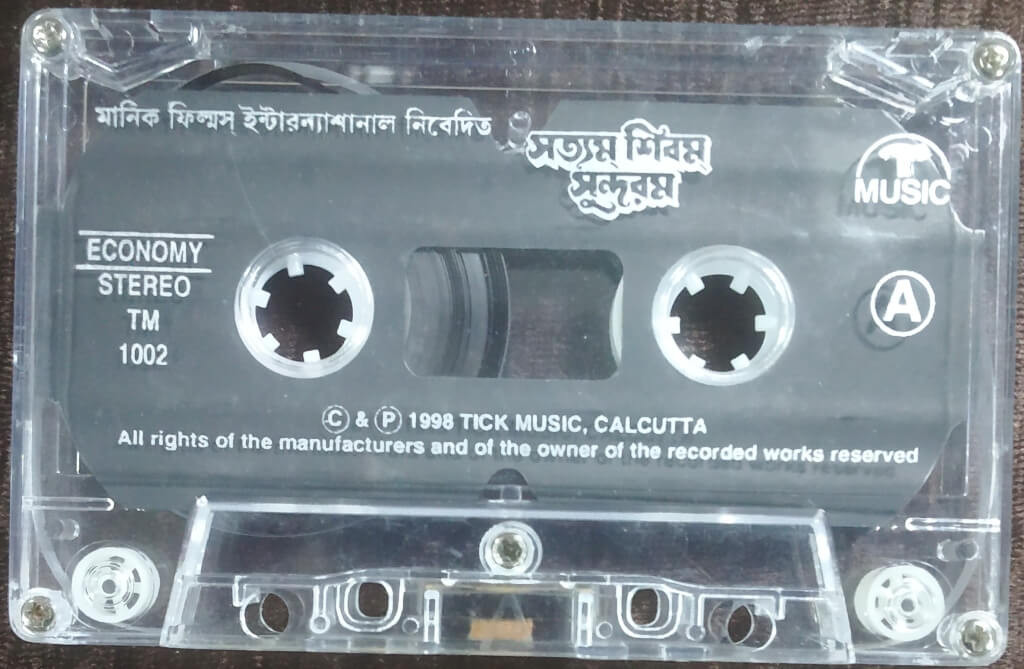 মানিক ফিল্মস্ ইন্টারন্যাশানাল নিবেদিত
সত্যম শিবম্
সুন্দরম
T
MUSIC
ECONOMY
STEREO
TM
1002
A
Ⓒ & Ⓟ 1998 TICK MUSIC, CALCUTTA
All rights of the manufacturers and of the owner of the recorded works reserved